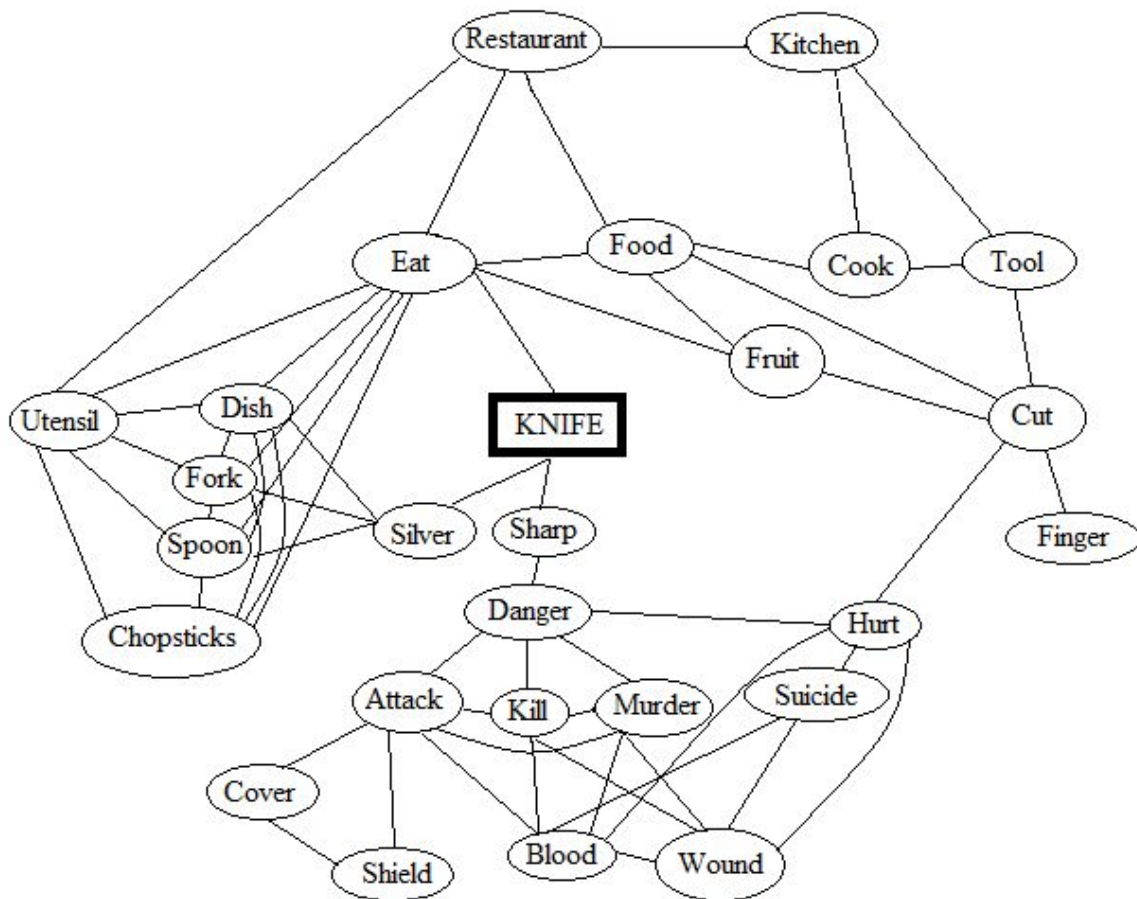 Restaurant
Kitchen
Eat
Food
Cook
Tool
Fruit
Utensil
Dish
KNIFE
Cut
Fork
Silver
Sharp
Spoon
Finger
Danger
Hurt
Chopsticks
Attack
Kill
Murder
Suicide
Cover
Blood
Wound
Shield